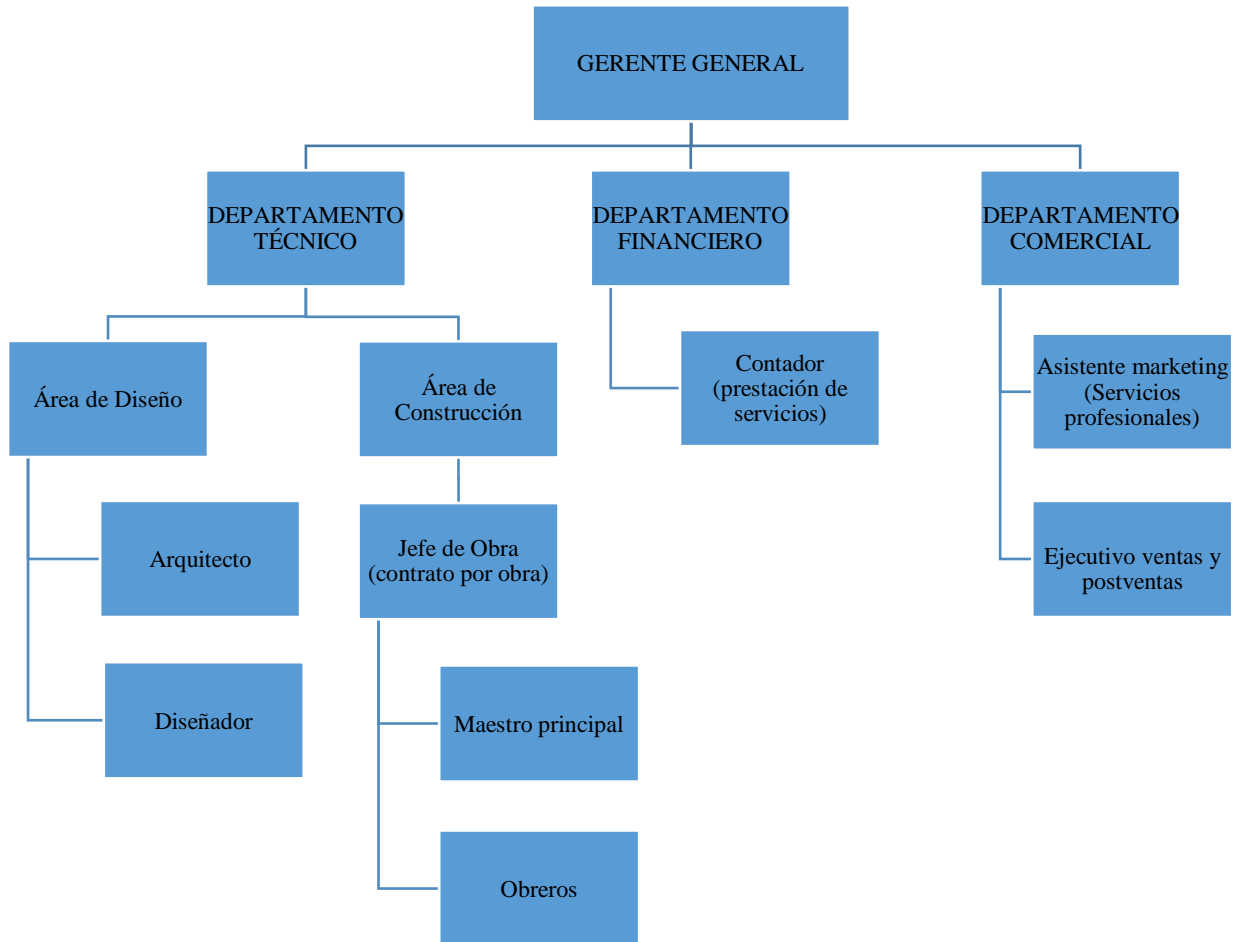 GERENTE GENERAL
DEPARTAMENTO
TÉCNICO
DEPARTAMENTO
FINANCIERO
DEPARTAMENTO
COMERCIAL
Área de Diseño
Área de
Construcción
Contador
(prestación de
servicios)
Asistente marketing
(Servicios
profesionales)
Arquitecto
Jefe de Obra
(contrato por obra)
Ejecutivo ventas y
postventas
Diseñador
Maestro principal
Obreros